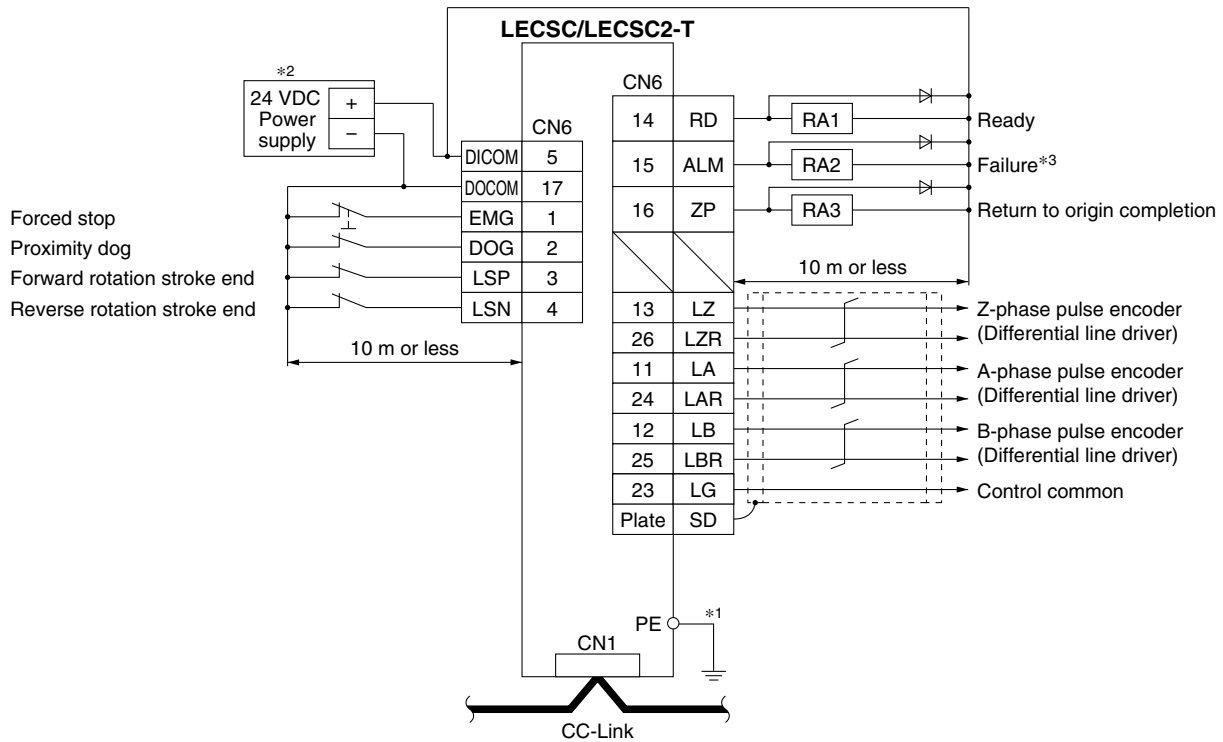 LECSC/LECSC2-T
*2
24 VDC
Power
supply
+
−
CN6
DICOM 5
DOCOM 17
EMG 1
DOG 2
LSP 3
LSN 4
Forced stop
Proximity dog
Forward rotation stroke end
Reverse rotation stroke end
10 m or less
CN6
14 RD RA1 Ready
15 ALM RA2 Failure*3
16 ZP RA3 Return to origin completion
10 m or less
13 LZ Z-phase pulse encoder
26 LZR (Differential line driver)
11 LA A-phase pulse encoder
24 LAR (Differential line driver)
12 LB B-phase pulse encoder
25 LBR (Differential line driver)
23 LG Control common
Plate SD
PE *1
CN1
CC-Link